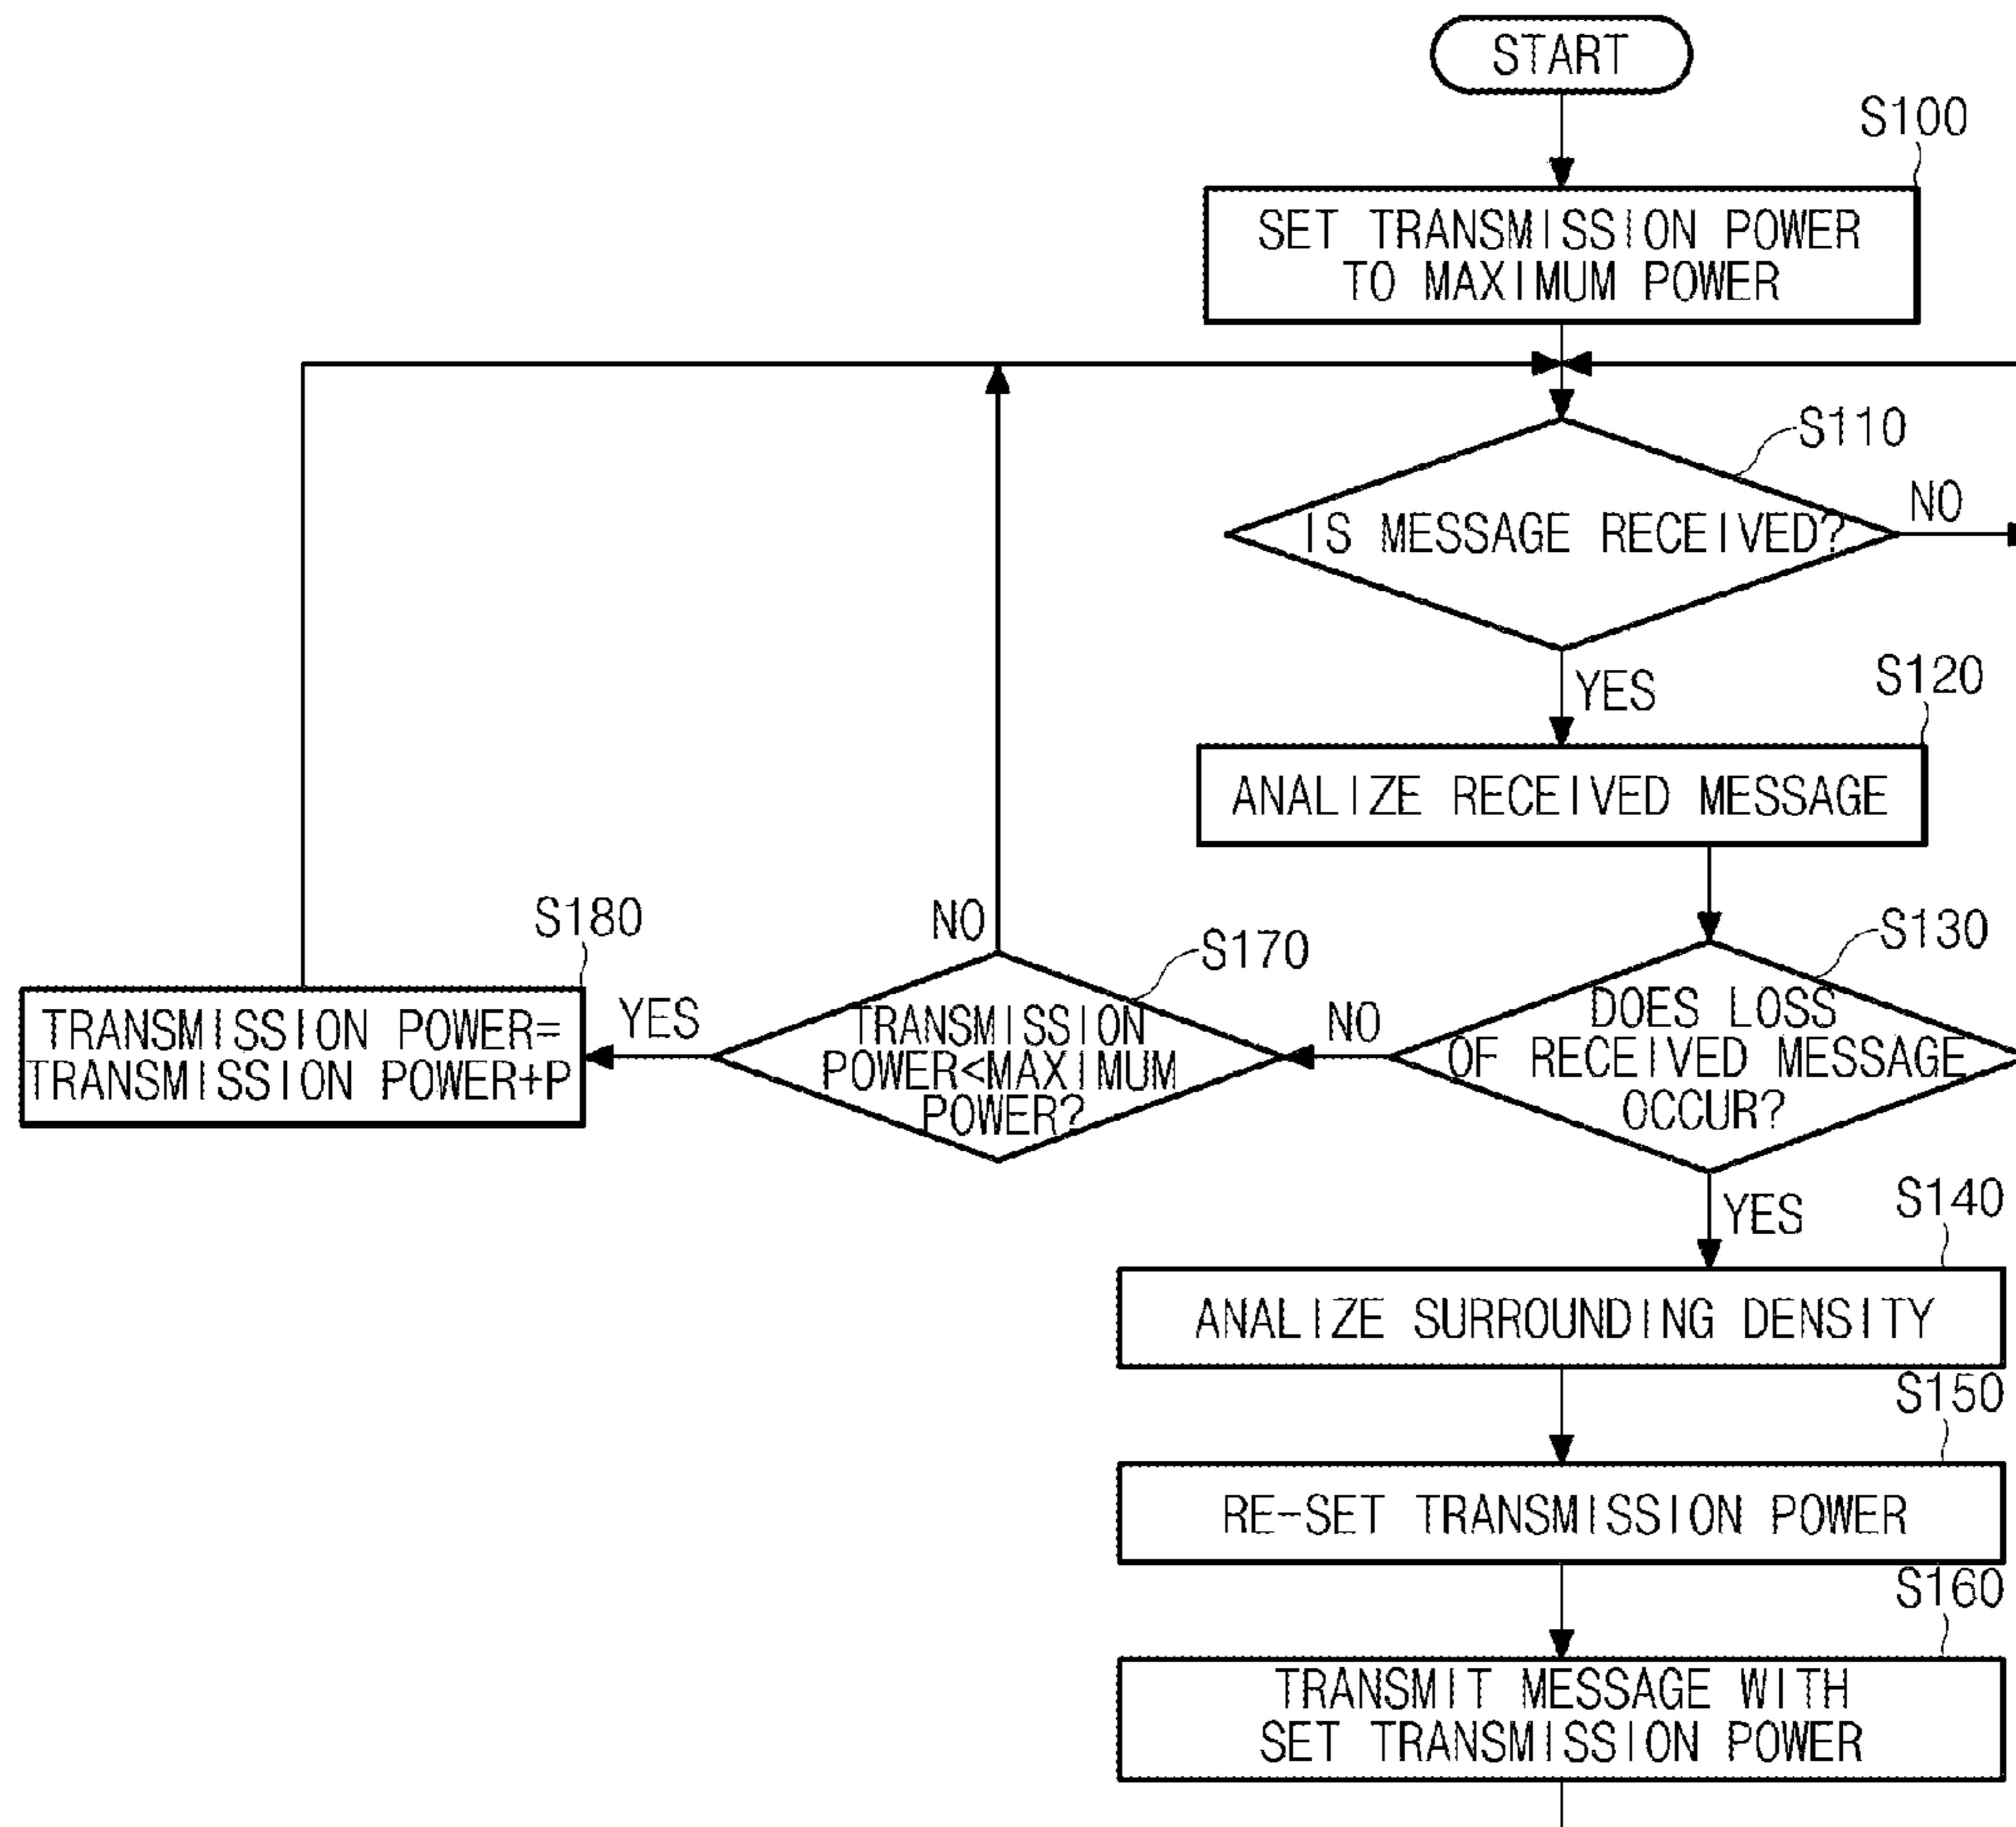 START
S100
SET TRANSMISSION POWER
TO MAXIMUM POWER
S110
IS MESSAGE RECEIVED?
NO
YES
S120
ANALIZE RECEIVED MESSAGE
S130
DOES LOSS
OF RECEIVED MESSAGE
OCCUR?
NO
YES
S170
TRANSMISSION
POWER<MAXIMUM
POWER?
NO
YES
S180
TRANSMISSION POWER=
TRANSMISSION POWER+P
S140
ANALIZE SURROUNDING DENSITY
S150
RE-SET TRANSMISSION POWER
S160
TRANSMIT MESSAGE WITH
SET TRANSMISSION POWER